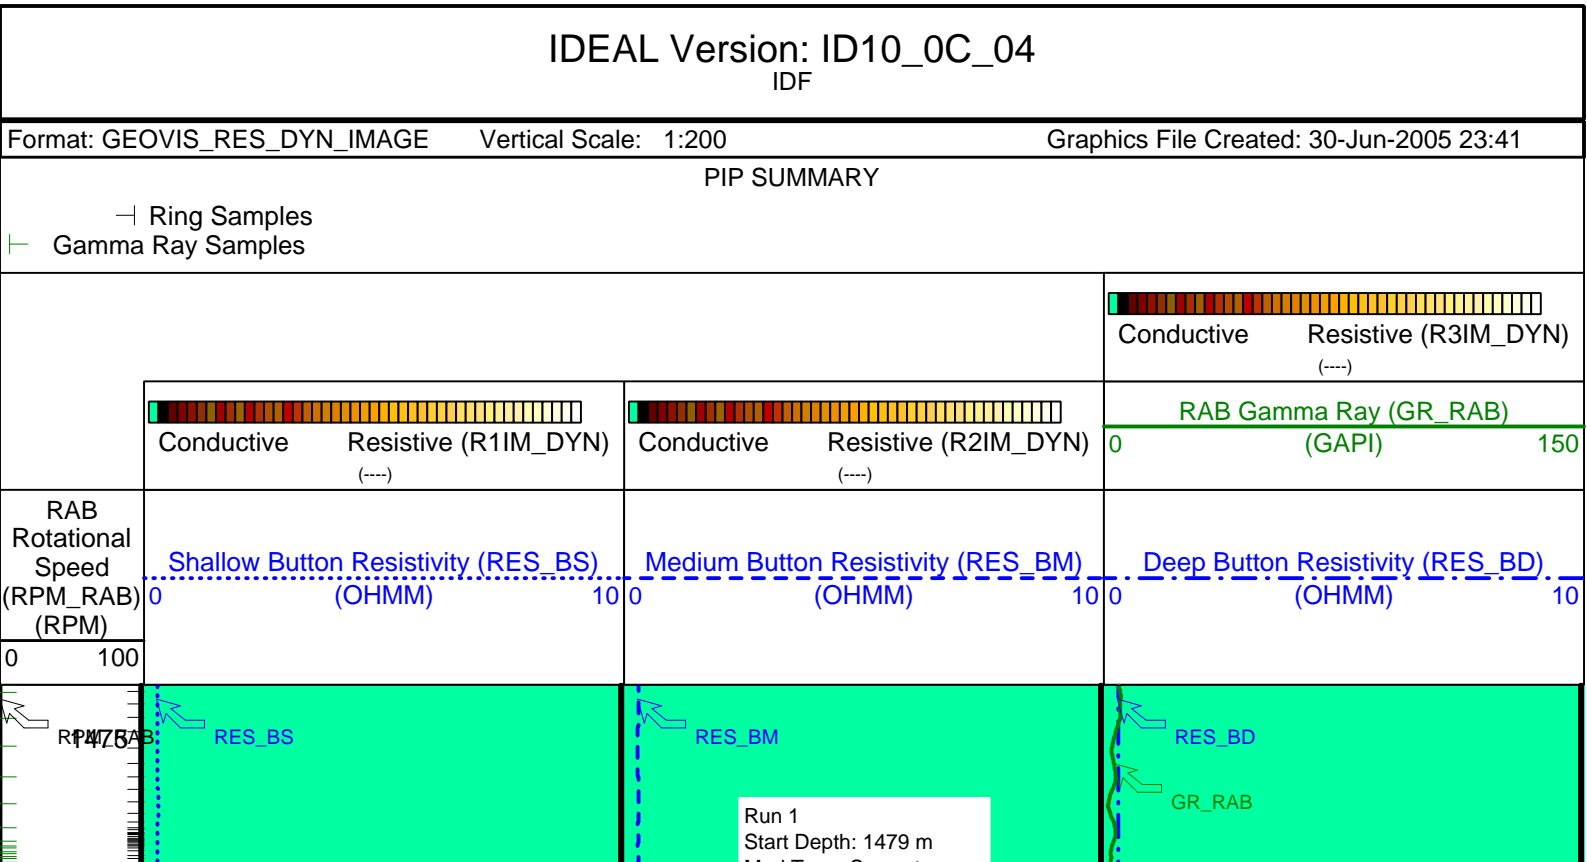 IDEAL Version: ID10_0C_04
IDF
Format: GEOVIS_RES_DYN_IMAGE Vertical Scale: 1:200 Graphics File Created: 30-Jun-2005 23:41
PIP SUMMARY
Ring Samples
Gamma Ray Samples
Conductive Resistive (R3IM_DYN)
(----)
RAB Gamma Ray (GR_RAB)
0 (GAPI) 150
Conductive Resistive (R1IM_DYN)
(----)
Conductive Resistive (R2IM_DYN)
(----)
RAB
Rotational
Speed
(RPM_RAB)
(RPM)
0 100
Shallow Button Resistivity (RES_BS)
0 (OHMM) 10
Medium Button Resistivity (RES_BM)
0 (OHMM) 10
Deep Button Resistivity (RES_BD)
0 (OHMM) 10
RPM_RAB
1475
RES_BS
RES_BM
RES_BD
GR_RAB
Run 1
Start Depth: 1479 m